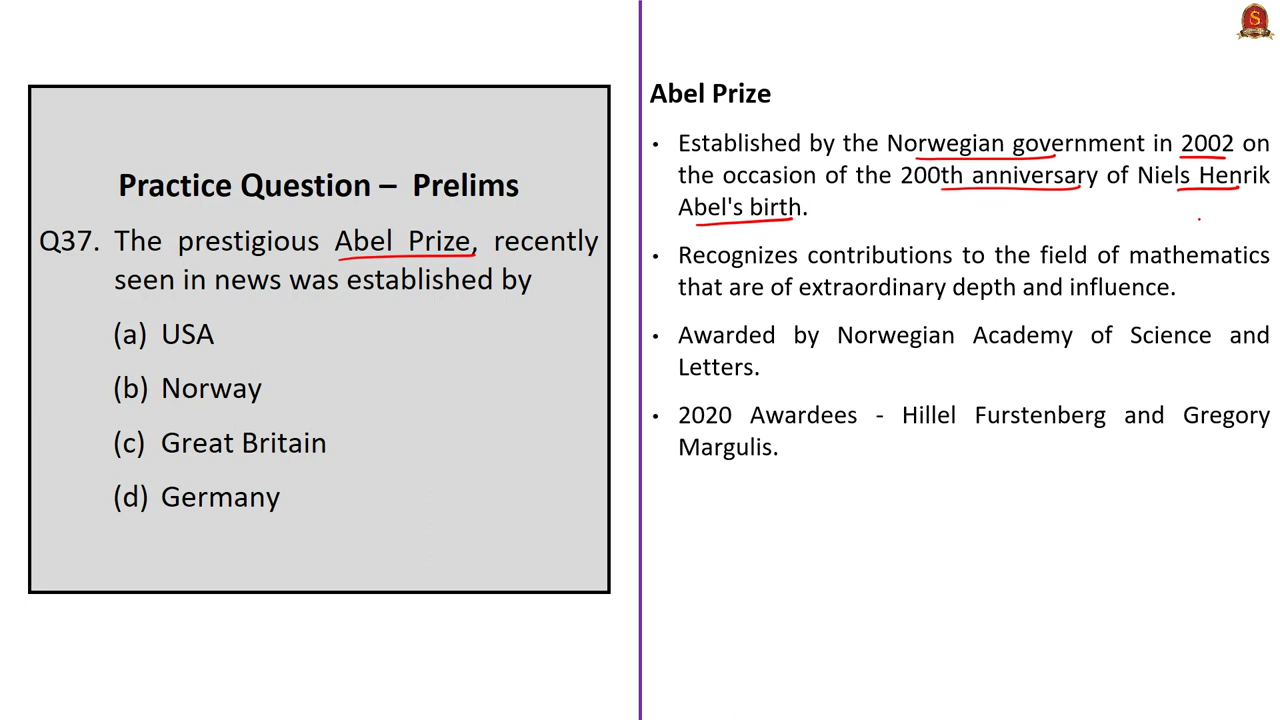 Practice Question – Prelims
Q37. The prestigious Abel Prize, recently
seen in news was established by
(a) USA
(b) Norway
(c) Great Britain
(d) Germany
Abel Prize
• Established by the Norwegian government in 2002 on
the occasion of the 200th anniversary of Niels Henrik
Abel's birth.
• Recognizes contributions to the field of mathematics
that are of extraordinary depth and influence.
• Awarded by Norwegian Academy of Science and
Letters.
• 2020 Awardees - Hillel Furstenberg and Gregory
Margulis.
S